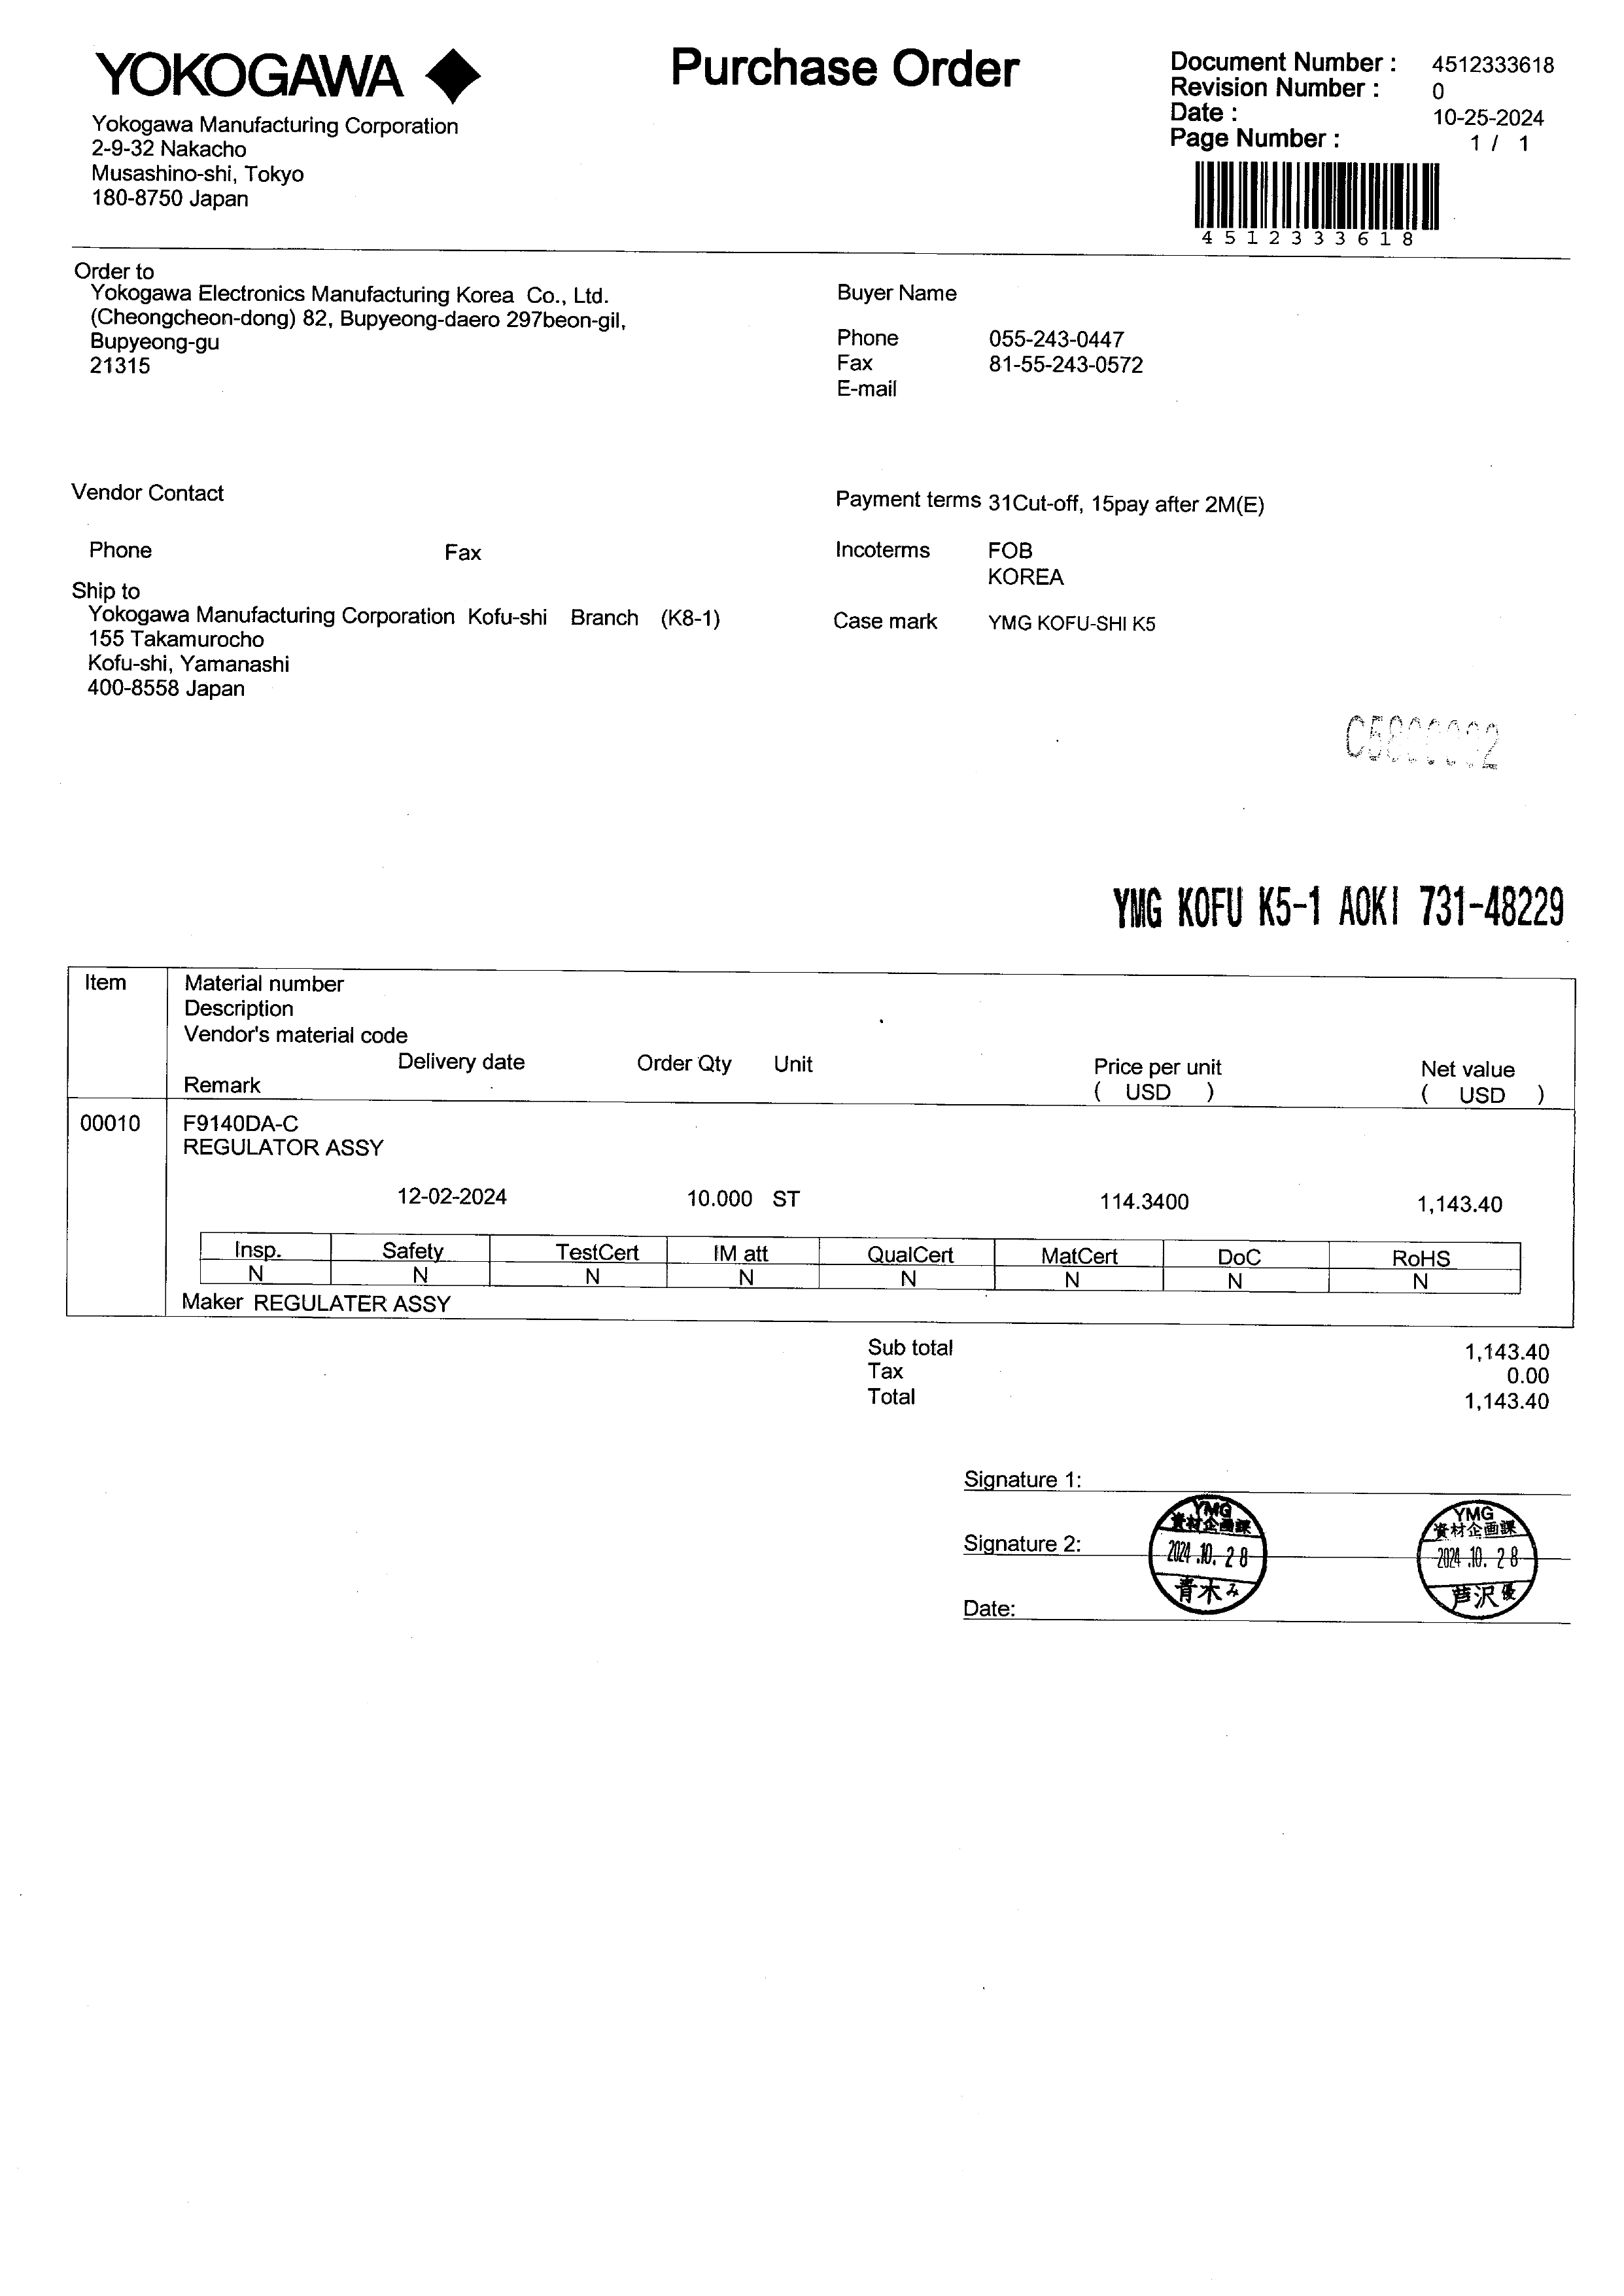 YOKOGAWA
Purchase Order
Document Number : 4512333618
Revision Number : 0
Date : 10-25-2024
Page Number : 1 / 1
4512333618
Yokogawa Manufacturing Corporation
2-9-32 Nakacho
Musashino-shi, Tokyo
180-8750 Japan
Order to
Yokogawa Electronics Manufacturing Korea Co., Ltd.
(Cheongcheon-dong) 82, Bupyeong-daero 297beon-gil,
Bupyeong-gu
21315
Buyer Name
Phone 055-243-0447
Fax 81-55-243-0572
E-mail
Vendor Contact
Phone Fax
Payment terms 31Cut-off, 15pay after 2M(E)
Incoterms FOB
KOREA
Ship to
Yokogawa Manufacturing Corporation Kofu-shi Branch (K8-1)
155 Takamurocho
Kofu-shi, Yamanashi
400-8558 Japan
Case mark YMG KOFU-SHI K5
YMG KOFU K5-1 AOKI 731-48229
Item Material number
Description
Vendor's material code
Delivery date Order Qty Unit Price per unit Net value
Remark ( USD ) ( USD )
00010 F9140DA-C
REGULATOR ASSY
12-02-2024 10.000 ST 114.3400 1,143.40
Insp. Safety TestCert IM att QualCert MatCert DoC RoHS
N N N N N N N N
Maker REGULATER ASSY
Sub total 1,143.40
Tax 0.00
Total 1,143.40
Signature 1:
Signature 2:
Date:
YMG
資材企画課
2024.10.28
青木み
YMG
資材企画課
2024.10.28
芦沢優